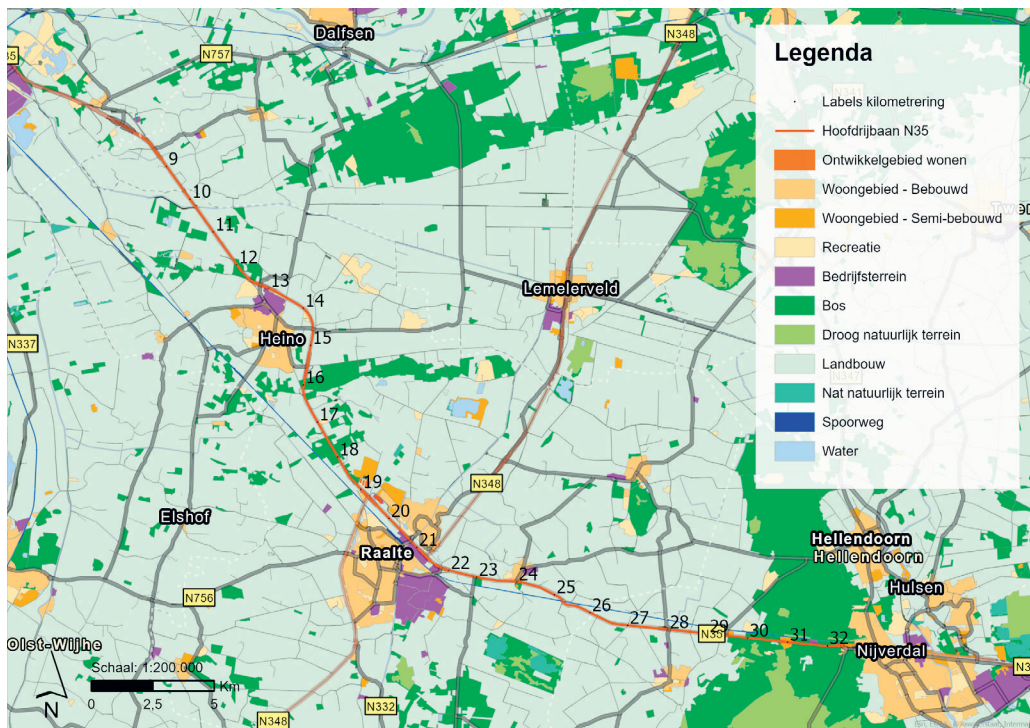 Dalfsen
N348
N757
35
Legenda
Labels kilometrering
Hoofdrijbaan N35
Ontwikkelgebied wonen
Woongebied - Bebouwd
Woongebied - Semi-bebouwd
Recreatie
Bedrijfsterrein
Bos
Droog natuurlijk terrein
Landbouw
Nat natuurlijk terrein
Spoorweg
Water
N341
N347
9
10
11
12
13
14
15
16
17
18
19
20
21
22
23
24
25
26
27
28
29
30
31
32
Lemelerveld
Heino
N337
N348
Elshof
Raalte
Hellendoorn
Hellendoorn
Hulsen
N756
N35
Nijverdal
Olst-Wijhe
Schaal: 1:200.000
0 2.5 5 Km
N
N348
N332